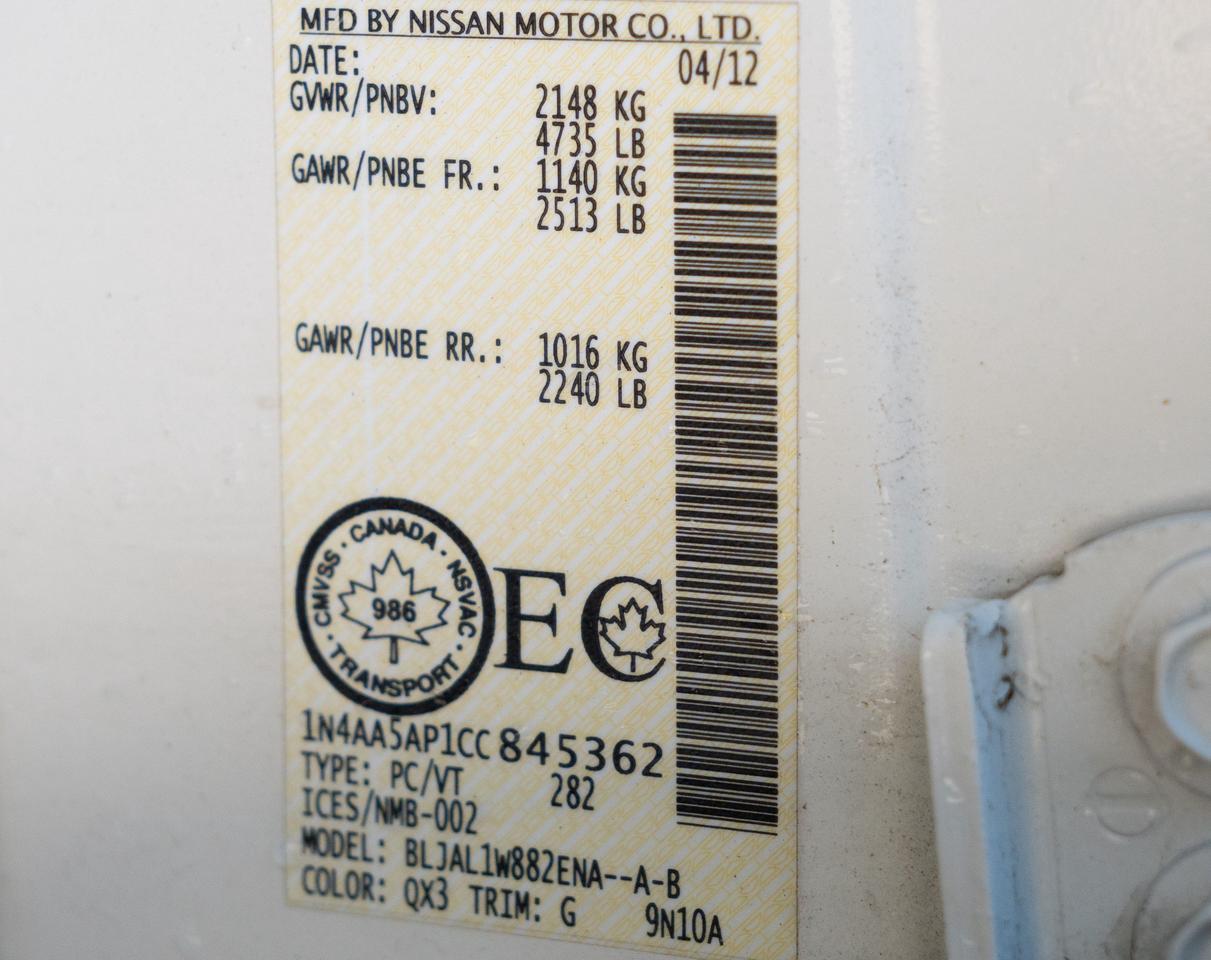 MFD BY NISSAN MOTOR CO., LTD.
DATE: 04/12
GVWR/PNBV: 2148 KG
4735 LB
GAWR/PNBE FR.: 1140 KG
2513 LB
GAWR/PNBE RR.: 1016 KG
2240 LB
CANADA · NSVAC · TRANSPORT · CMVSS ·
986
EC
1N4AA5AP1CC845362
TYPE: PC/VT 282
ICES/NMB-002
MODEL: BLJAL1W882ENA--A-B
COLOR: QX3 TRIM: G 9N10A